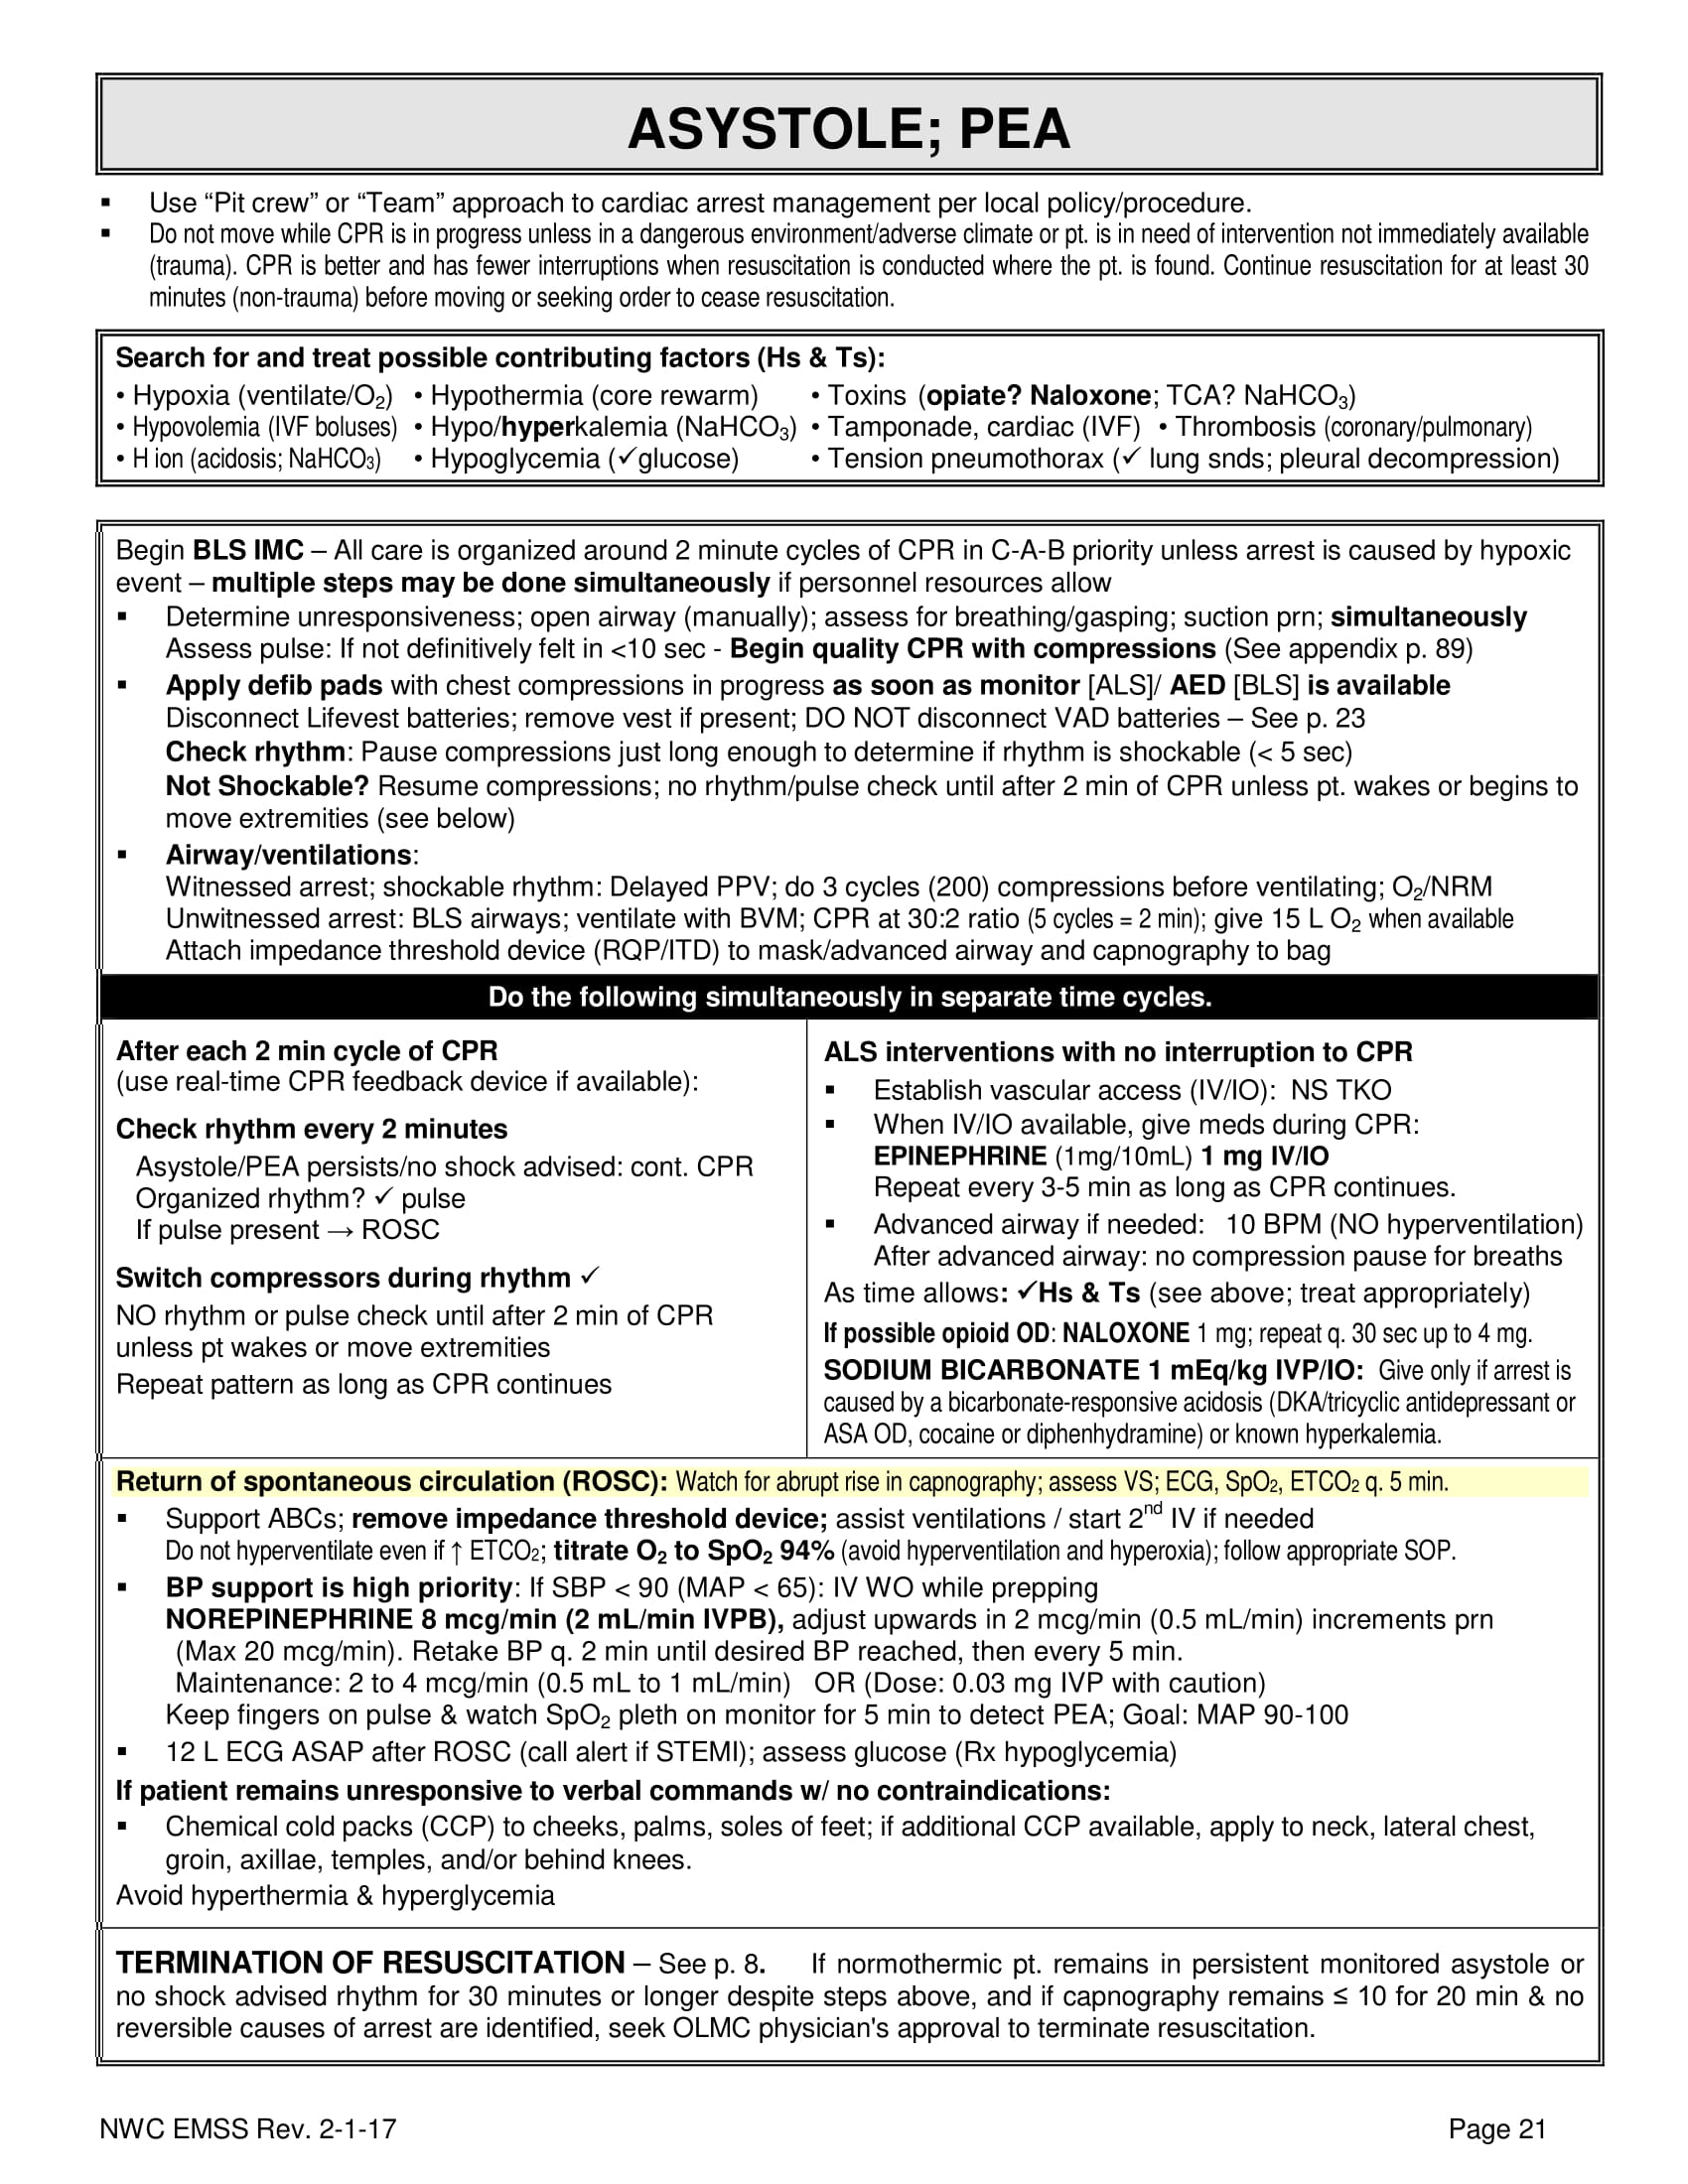 ASYSTOLE; PEA
▪ Use “Pit crew” or “Team” approach to cardiac arrest management per local policy/procedure.
▪ Do not move while CPR is in progress unless in a dangerous environment/adverse climate or pt. is in need of intervention not immediately available
(trauma). CPR is better and has fewer interruptions when resuscitation is conducted where the pt. is found. Continue resuscitation for at least 30
minutes (non-trauma) before moving or seeking order to cease resuscitation.
Search for and treat possible contributing factors (Hs & Ts):
• Hypoxia (ventilate/O2) • Hypothermia (core rewarm) • Toxins (opiate? Naloxone; TCA? NaHCO3)
• Hypovolemia (IVF boluses) • Hypo/hyperkalemia (NaHCO3) • Tamponade, cardiac (IVF) • Thrombosis (coronary/pulmonary)
• H ion (acidosis; NaHCO3) • Hypoglycemia (✓glucose) • Tension pneumothorax (✓ lung snds; pleural decompression)
Begin BLS IMC – All care is organized around 2 minute cycles of CPR in C-A-B priority unless arrest is caused by hypoxic
event – multiple steps may be done simultaneously if personnel resources allow
▪ Determine unresponsiveness; open airway (manually); assess for breathing/gasping; suction prn; simultaneously
Assess pulse: If not definitively felt in <10 sec - Begin quality CPR with compressions (See appendix p. 89)
▪ Apply defib pads with chest compressions in progress as soon as monitor [ALS]/ AED [BLS] is available
Disconnect Lifevest batteries; remove vest if present; DO NOT disconnect VAD batteries – See p. 23
Check rhythm: Pause compressions just long enough to determine if rhythm is shockable (< 5 sec)
Not Shockable? Resume compressions; no rhythm/pulse check until after 2 min of CPR unless pt. wakes or begins to
move extremities (see below)
▪ Airway/ventilations:
Witnessed arrest; shockable rhythm: Delayed PPV; do 3 cycles (200) compressions before ventilating; O2/NRM
Unwitnessed arrest: BLS airways; ventilate with BVM; CPR at 30:2 ratio (5 cycles = 2 min); give 15 L O2 when available
Attach impedance threshold device (RQP/ITD) to mask/advanced airway and capnography to bag
Do the following simultaneously in separate time cycles.
After each 2 min cycle of CPR
(use real-time CPR feedback device if available):
Check rhythm every 2 minutes
Asystole/PEA persists/no shock advised: cont. CPR
Organized rhythm? ✓ pulse
If pulse present → ROSC
Switch compressors during rhythm ✓
NO rhythm or pulse check until after 2 min of CPR
unless pt wakes or move extremities
Repeat pattern as long as CPR continues
ALS interventions with no interruption to CPR
▪ Establish vascular access (IV/IO): NS TKO
▪ When IV/IO available, give meds during CPR:
EPINEPHRINE (1mg/10mL) 1 mg IV/IO
Repeat every 3-5 min as long as CPR continues.
▪ Advanced airway if needed: 10 BPM (NO hyperventilation)
After advanced airway: no compression pause for breaths
As time allows: ✓Hs & Ts (see above; treat appropriately)
If possible opioid OD: NALOXONE 1 mg; repeat q. 30 sec up to 4 mg.
SODIUM BICARBONATE 1 mEq/kg IVP/IO: Give only if arrest is
caused by a bicarbonate-responsive acidosis (DKA/tricyclic antidepressant or
ASA OD, cocaine or diphenhydramine) or known hyperkalemia.
Return of spontaneous circulation (ROSC): Watch for abrupt rise in capnography; assess VS; ECG, SpO2, ETCO2 q. 5 min.
▪ Support ABCs; remove impedance threshold device; assist ventilations / start 2nd IV if needed
Do not hyperventilate even if ↑ ETCO2; titrate O2 to SpO2 94% (avoid hyperventilation and hyperoxia); follow appropriate SOP.
▪ BP support is high priority: If SBP < 90 (MAP < 65): IV WO while prepping
NOREPINEPHRINE 8 mcg/min (2 mL/min IVPB), adjust upwards in 2 mcg/min (0.5 mL/min) increments prn
(Max 20 mcg/min). Retake BP q. 2 min until desired BP reached, then every 5 min.
Maintenance: 2 to 4 mcg/min (0.5 mL to 1 mL/min) OR (Dose: 0.03 mg IVP with caution)
Keep fingers on pulse & watch SpO2 pleth on monitor for 5 min to detect PEA; Goal: MAP 90-100
▪ 12 L ECG ASAP after ROSC (call alert if STEMI); assess glucose (Rx hypoglycemia)
If patient remains unresponsive to verbal commands w/ no contraindications:
▪ Chemical cold packs (CCP) to cheeks, palms, soles of feet; if additional CCP available, apply to neck, lateral chest,
groin, axillae, temples, and/or behind knees.
Avoid hyperthermia & hyperglycemia
TERMINATION OF RESUSCITATION – See p. 8. If normothermic pt. remains in persistent monitored asystole or
no shock advised rhythm for 30 minutes or longer despite steps above, and if capnography remains ≤ 10 for 20 min & no
reversible causes of arrest are identified, seek OLMC physician's approval to terminate resuscitation.
NWC EMSS Rev. 2-1-17 Page 21